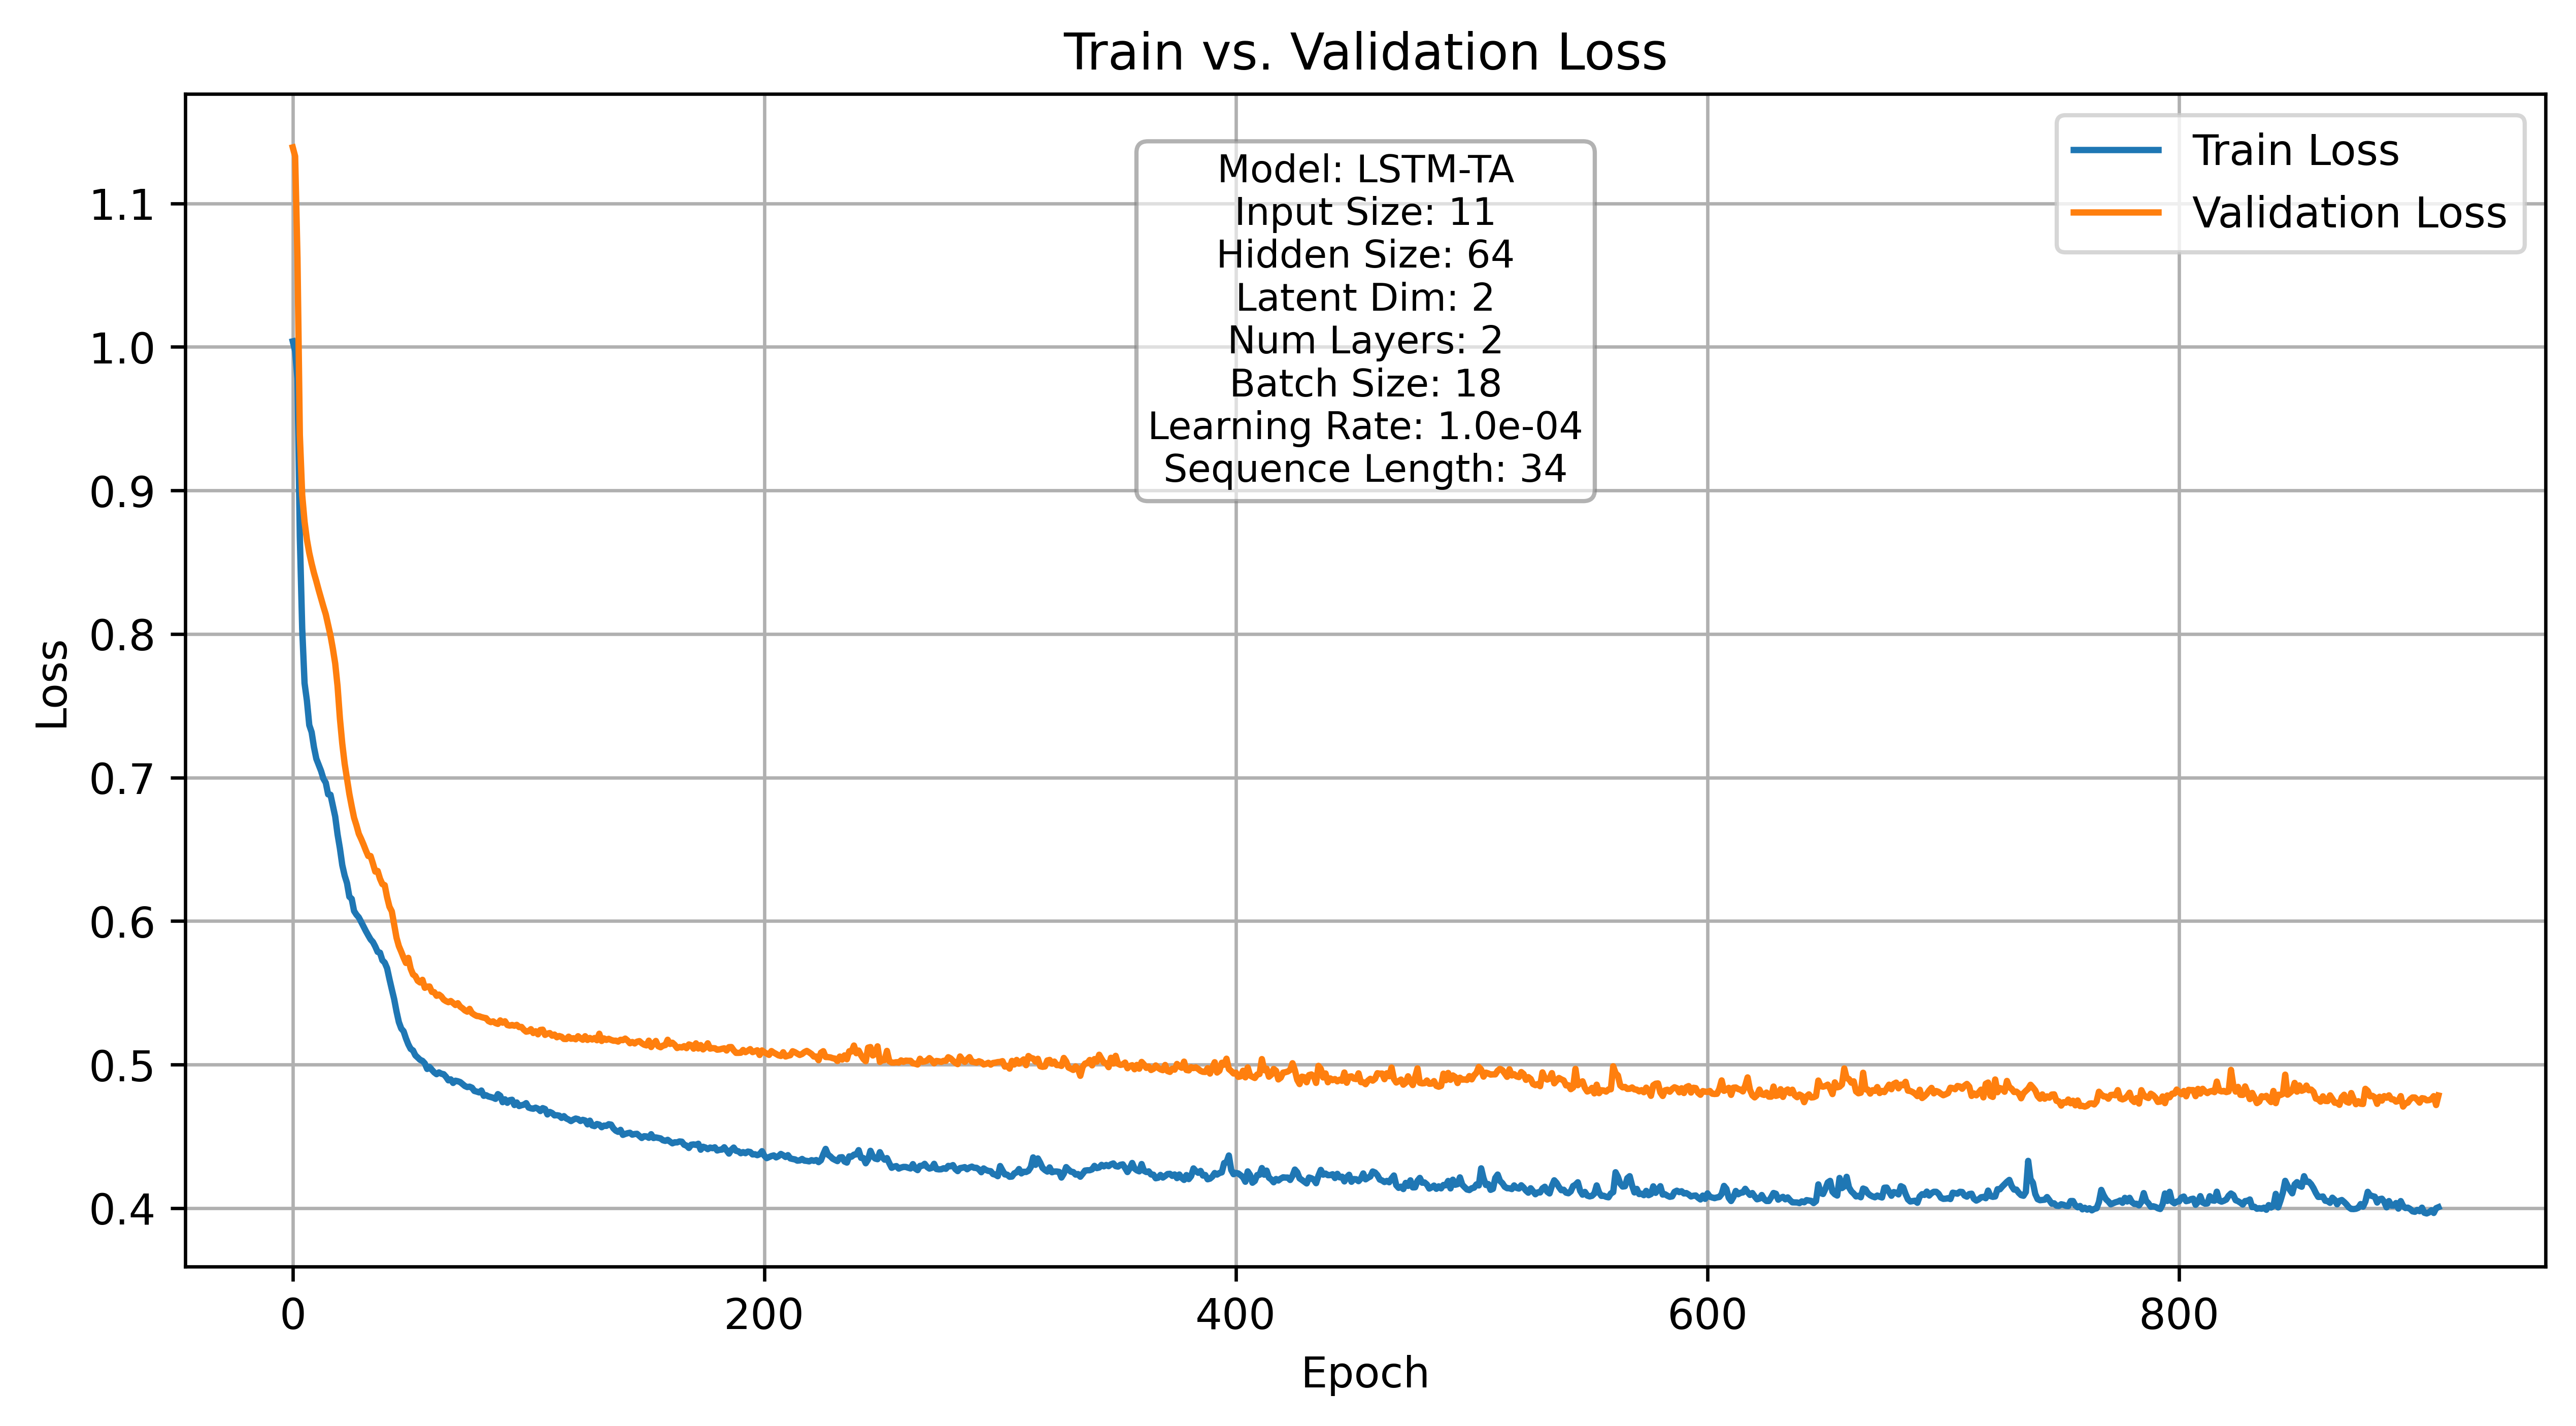 Train vs. Validation Loss
Train Loss
Validation Loss
Model: LSTM-TA
Input Size: 11
Hidden Size: 64
Latent Dim: 2
Num Layers: 2
Batch Size: 18
Learning Rate: 1.0e-04
Sequence Length: 34
Loss
1.1
1.0
0.9
0.8
0.7
0.6
0.5
0.4
0 200 400 600 800
Epoch